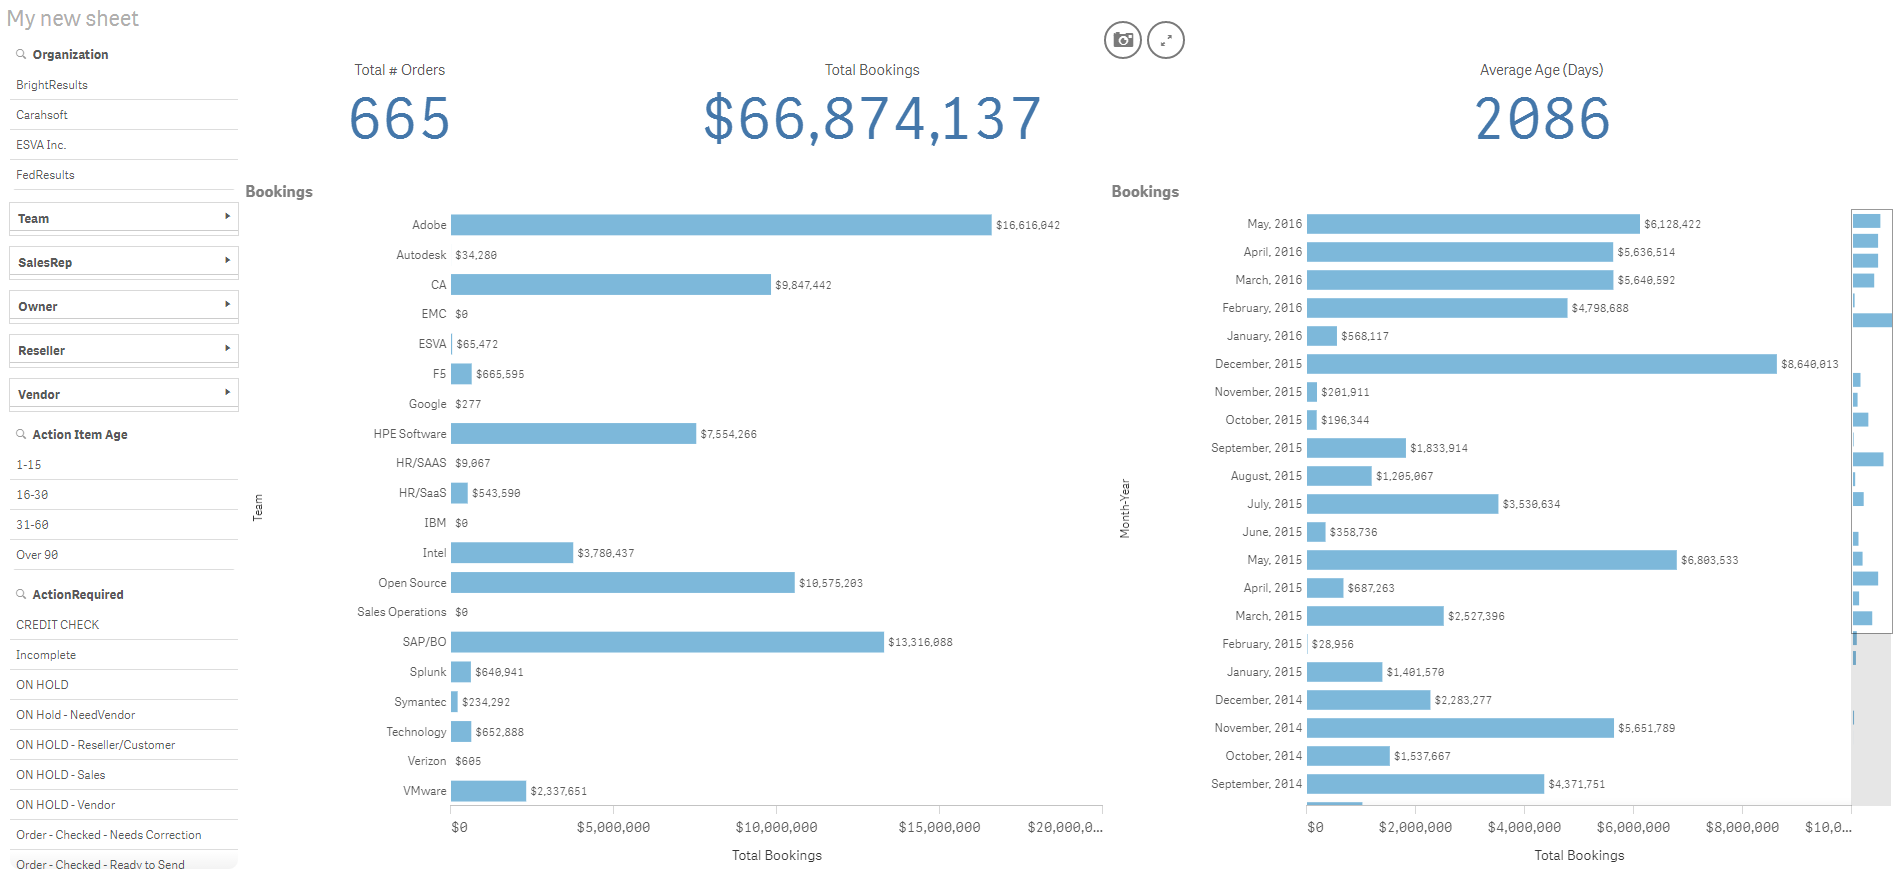 My new sheet
Organization
BrightResults
Carahsoft
ESVA Inc.
FedResults
Team
SalesRep
Owner
Reseller
Vendor
Action Item Age
1-15
16-30
31-60
Over 90
ActionRequired
CREDIT CHECK
Incomplete
ON HOLD
ON Hold - NeedVendor
ON HOLD - Reseller/Customer
ON HOLD - Sales
ON HOLD - Vendor
Order - Checked - Needs Correction
Order - Checked - Ready to Send
Total # Orders
665
Total Bookings
$66,874,137
Average Age (Days)
2086
Bookings
Team
Adobe $16,616,042
Autodesk $34,280
CA $9,847,442
EMC $0
ESVA $65,472
F5 $665,595
Google $277
HPE Software $7,554,266
HR/SAAS $9,067
HR/SaaS $543,590
IBM $0
Intel $3,780,437
Open Source $10,575,203
Sales Operations $0
SAP/BO $13,316,088
Splunk $640,941
Symantec $234,292
Technology $652,888
Verizon $605
VMware $2,337,651
$0 $5,000,000 $10,000,000 $15,000,000 $20,000,0...
Total Bookings
Bookings
Month-Year
May, 2016 $6,128,422
April, 2016 $5,636,514
March, 2016 $5,640,592
February, 2016 $4,798,688
January, 2016 $568,117
December, 2015 $8,640,013
November, 2015 $201,911
October, 2015 $196,344
September, 2015 $1,833,914
August, 2015 $1,205,067
July, 2015 $3,530,634
June, 2015 $358,736
May, 2015 $6,803,533
April, 2015 $687,263
March, 2015 $2,527,396
February, 2015 $28,956
January, 2015 $1,401,570
December, 2014 $2,283,277
November, 2014 $5,651,789
October, 2014 $1,537,667
September, 2014 $4,371,751
$0 $2,000,000 $4,000,000 $6,000,000 $8,000,000 $10,0...
Total Bookings